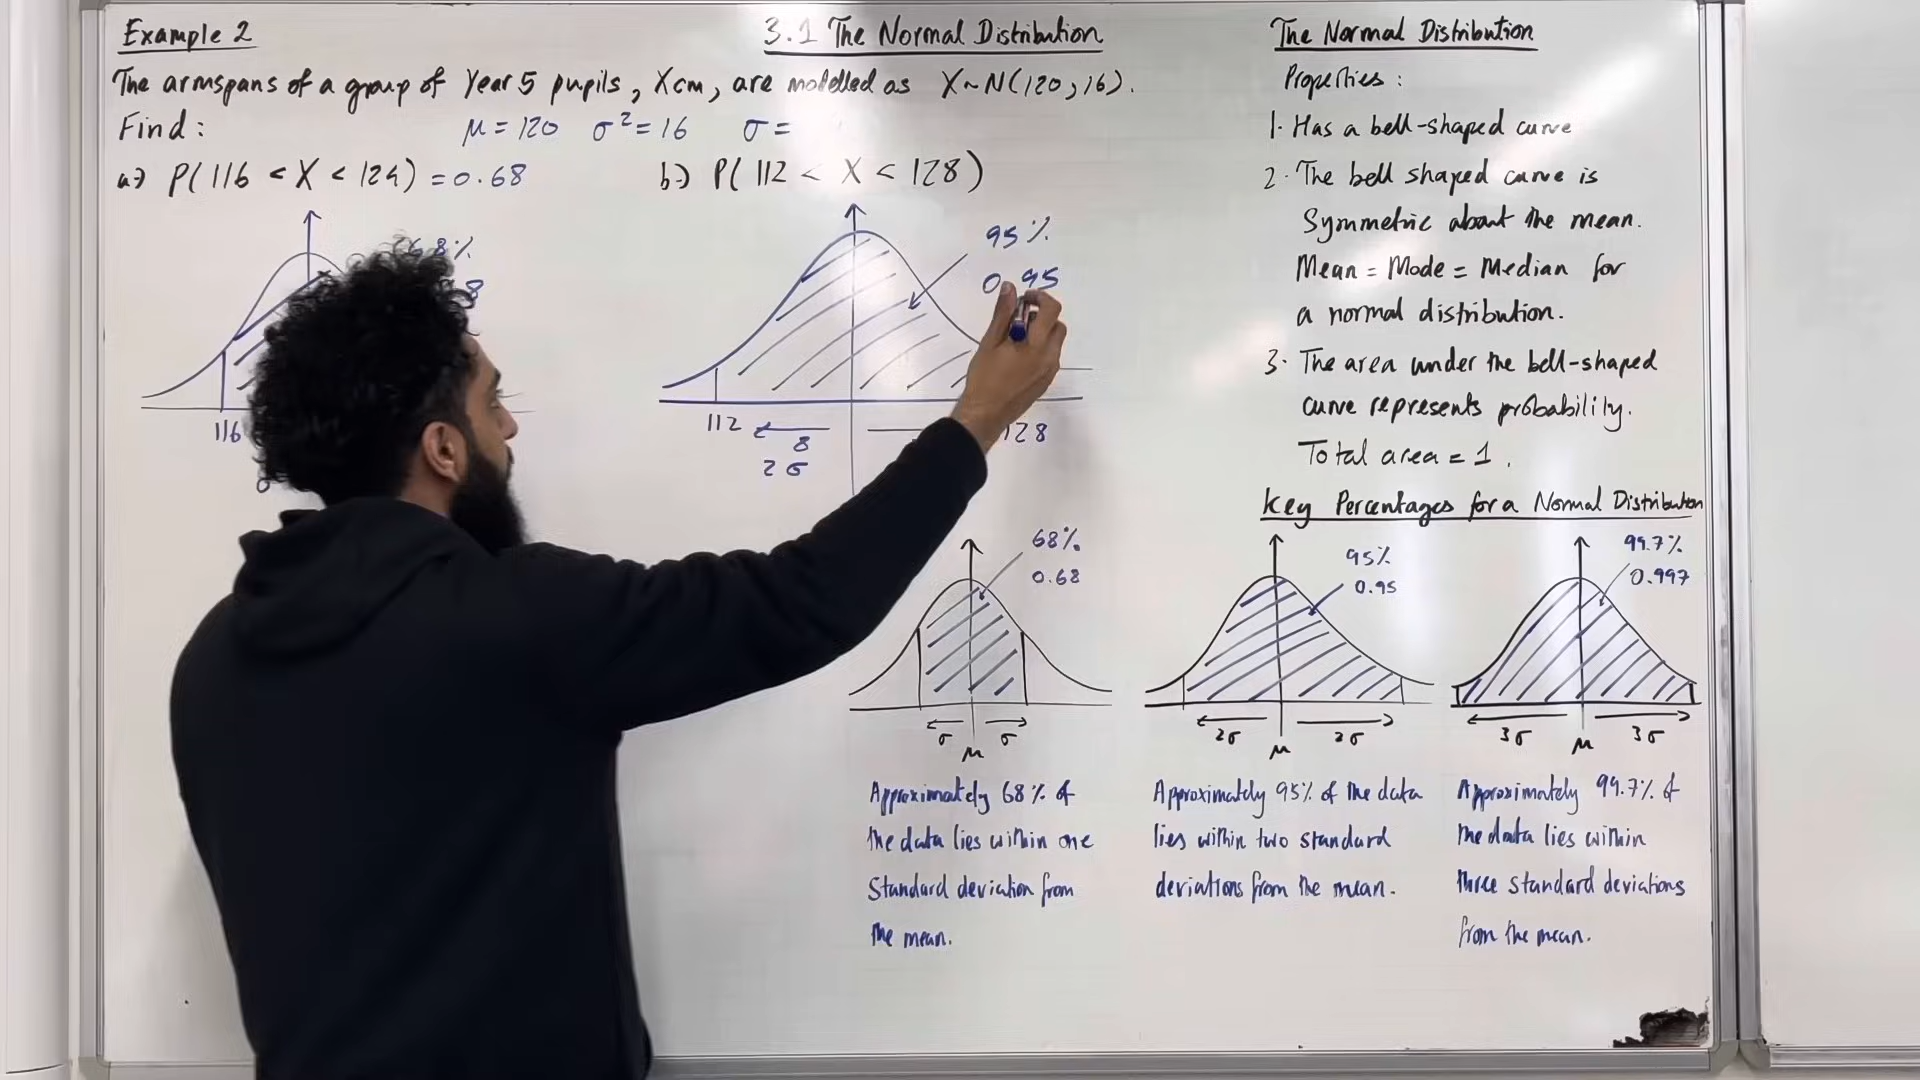 Example 2
3.1 The Normal Distribution
The armspans of a group of Year 5 pupils, X cm, are modelled as X~N(120,16).
Find:
μ = 120 σ² = 16 σ =
a) P(116 < X < 124) = 0.68
b) P(112 < X < 128)
68%
8
116
95%
0.95
112
8
2σ
128
The Normal Distribution
Properties:
1. Has a bell-shaped curve
2. The bell shaped curve is
Symmetric about the mean.
Mean = Mode = Median for
a normal distribution.
3. The area under the bell-shaped
curve represents probability.
Total area = 1.
Key Percentages for a Normal Distribution
68%
0.68
σ μ σ
Approximately 68% of
the data lies within one
Standard deviation from
the mean.
95%
0.95
2σ μ 2σ
Approximately 95% of the data
lies within two standard
deviations from the mean.
99.7%
0.997
3σ μ 3σ
Approximately 99.7% of
the data lies within
three standard deviations
from the mean.